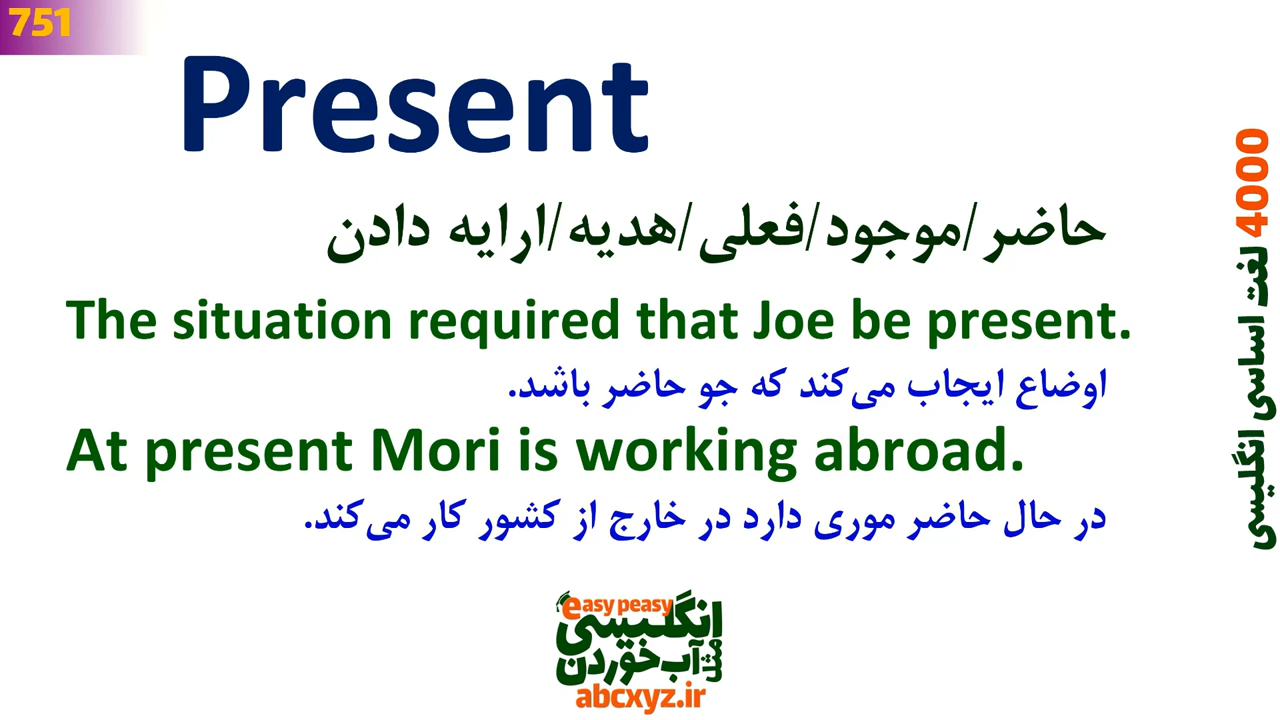 751
Present
حاضر/موجود/فعلی/هدیه/ارایه دادن
The situation required that Joe be present.
اوضاع ایجاب می‌کند که جو حاضر باشد.
At present Mori is working abroad.
در حال حاضر موری دارد در خارج از کشور کار می‌کند.
4000 لغت اساسی انگلیسی
easy peasy
انگلیسی
مثل آب خوردن
abcxyz.ir